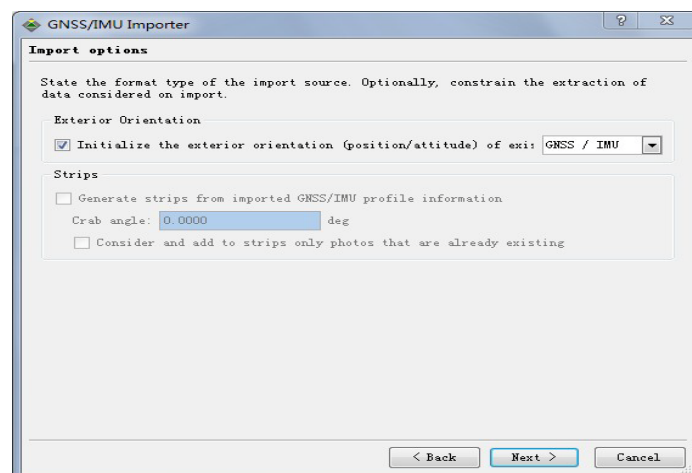 GNSS/IMU Importer
Import options
State the format type of the import source. Optionally, constrain the extraction of
data considered on import.
Exterior Orientation
Initialize the exterior orientation (position/attitude) of exi: GNSS / IMU
Strips
Generate strips from imported GNSS/IMU profile information
Crab angle: 0.0000 deg
Consider and add to strips only photos that are already existing
< Back Next > Cancel